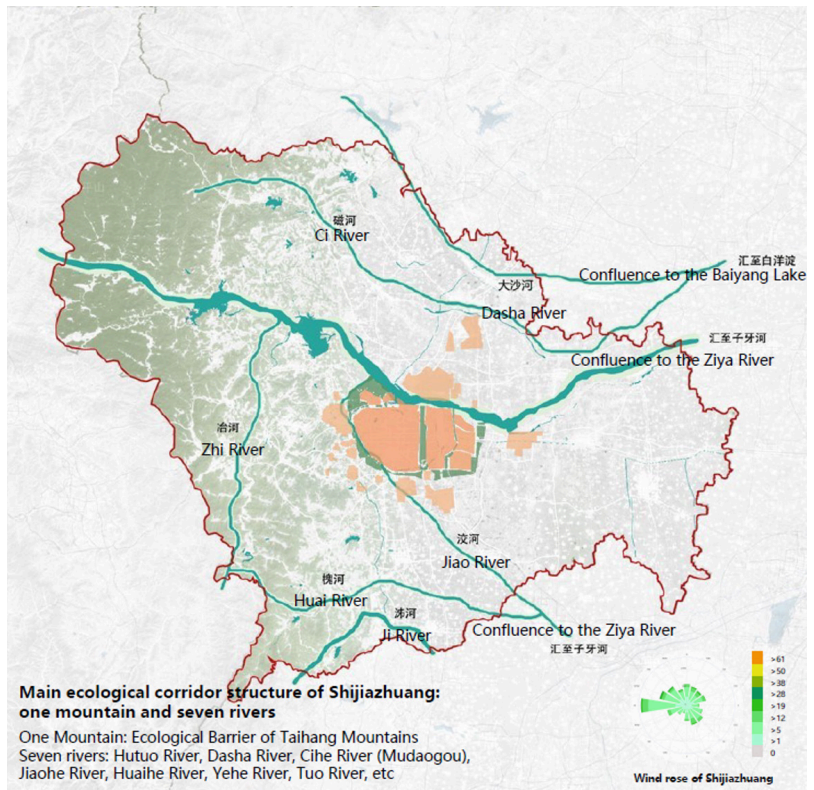 磁河
Ci River
汇至白洋淀
Confluence to the Baiyang Lake
大沙河
Dasha River
汇至子牙河
Confluence to the Ziya River
冶河
Zhi River
汶河
Jiao River
槐河
Huai River
泲河
Ji River
Confluence to the Ziya River
汇至子牙河
Main ecological corridor structure of Shijiazhuang:
one mountain and seven rivers
One Mountain: Ecological Barrier of Taihang Mountains
Seven rivers: Hutuo River, Dasha River, Cihe River (Mudaogou),
Jiaohe River, Huaihe River, Yehe River, Tuo River, etc
>61
>50
>38
>28
>19
>12
>5
>1
0
Wind rose of Shijiazhuang